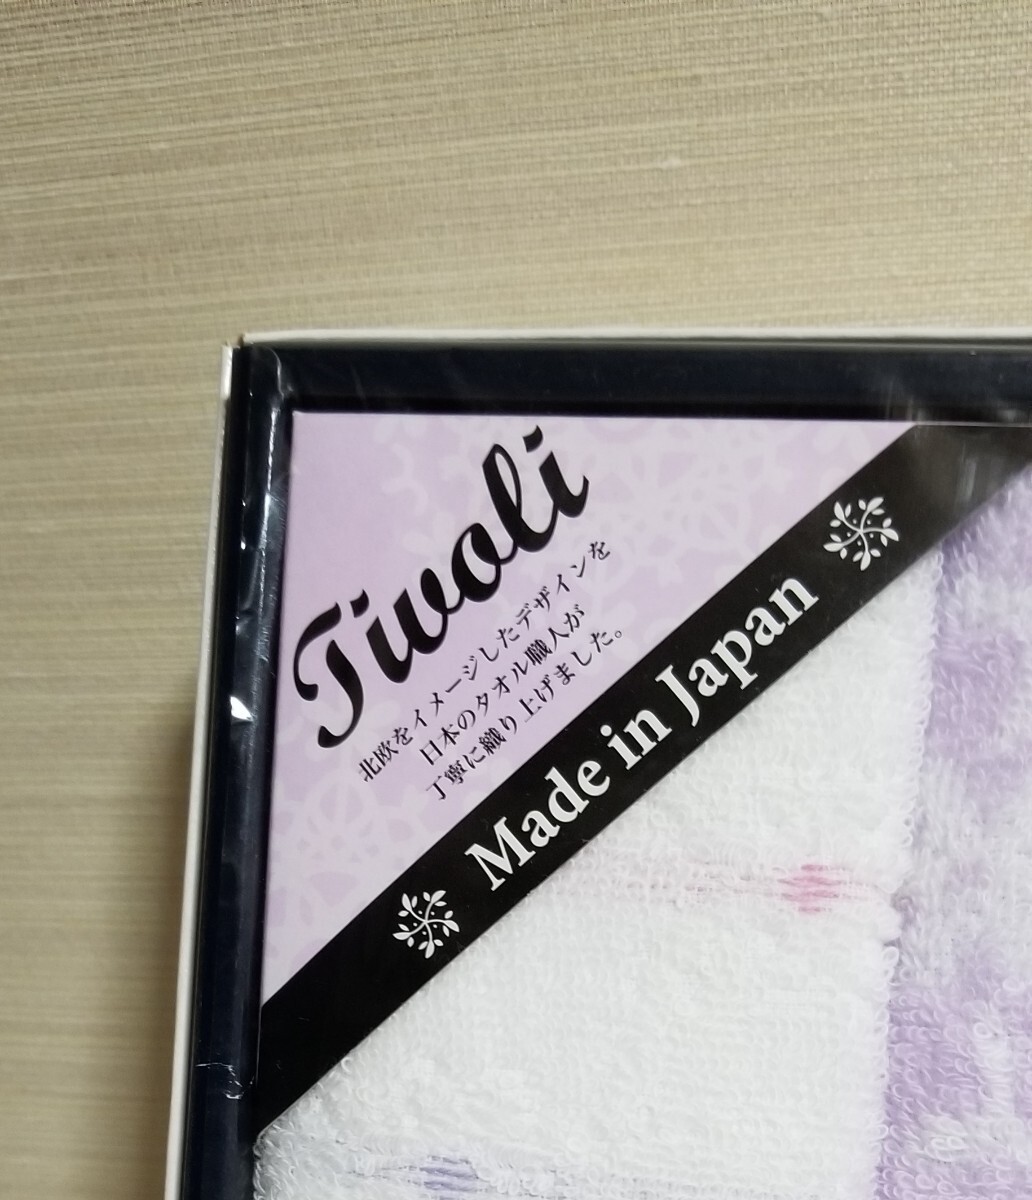 Tivoli
北欧をイメージしたデザインを
日本のタオル職人が
丁寧に織り上げました。
Made in Japan